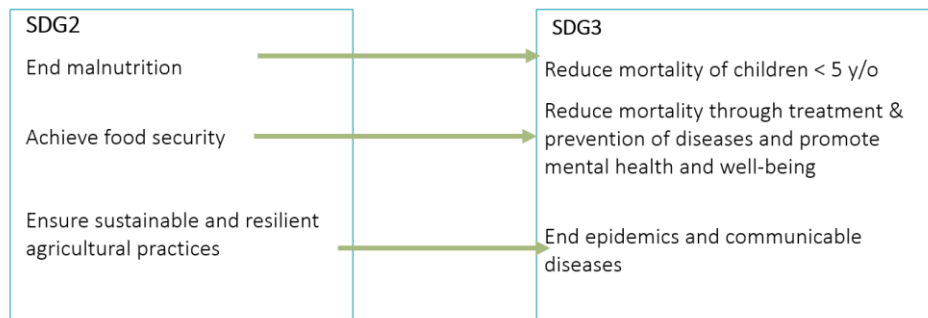 SDG2
End malnutrition
Achieve food security
Ensure sustainable and resilient
agricultural practices
SDG3
Reduce mortality of children < 5 y/o
Reduce mortality through treatment &
prevention of diseases and promote
mental health and well-being
End epidemics and communicable
diseases